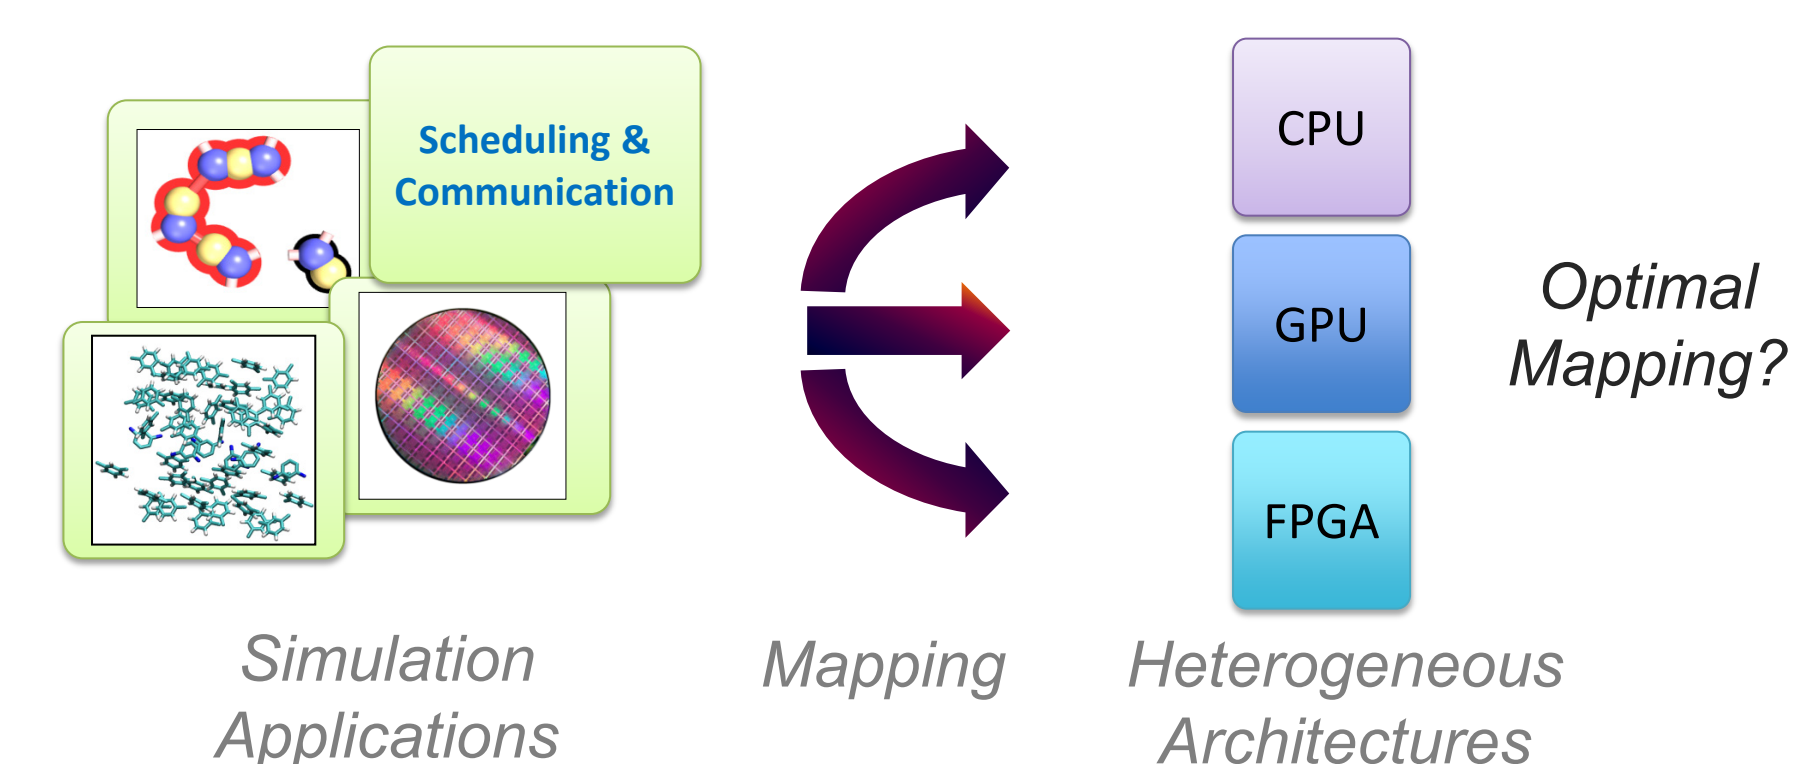 Scheduling &
Communication
CPU
GPU
FPGA
Optimal
Mapping?
Simulation
Applications
Mapping
Heterogeneous
Architectures